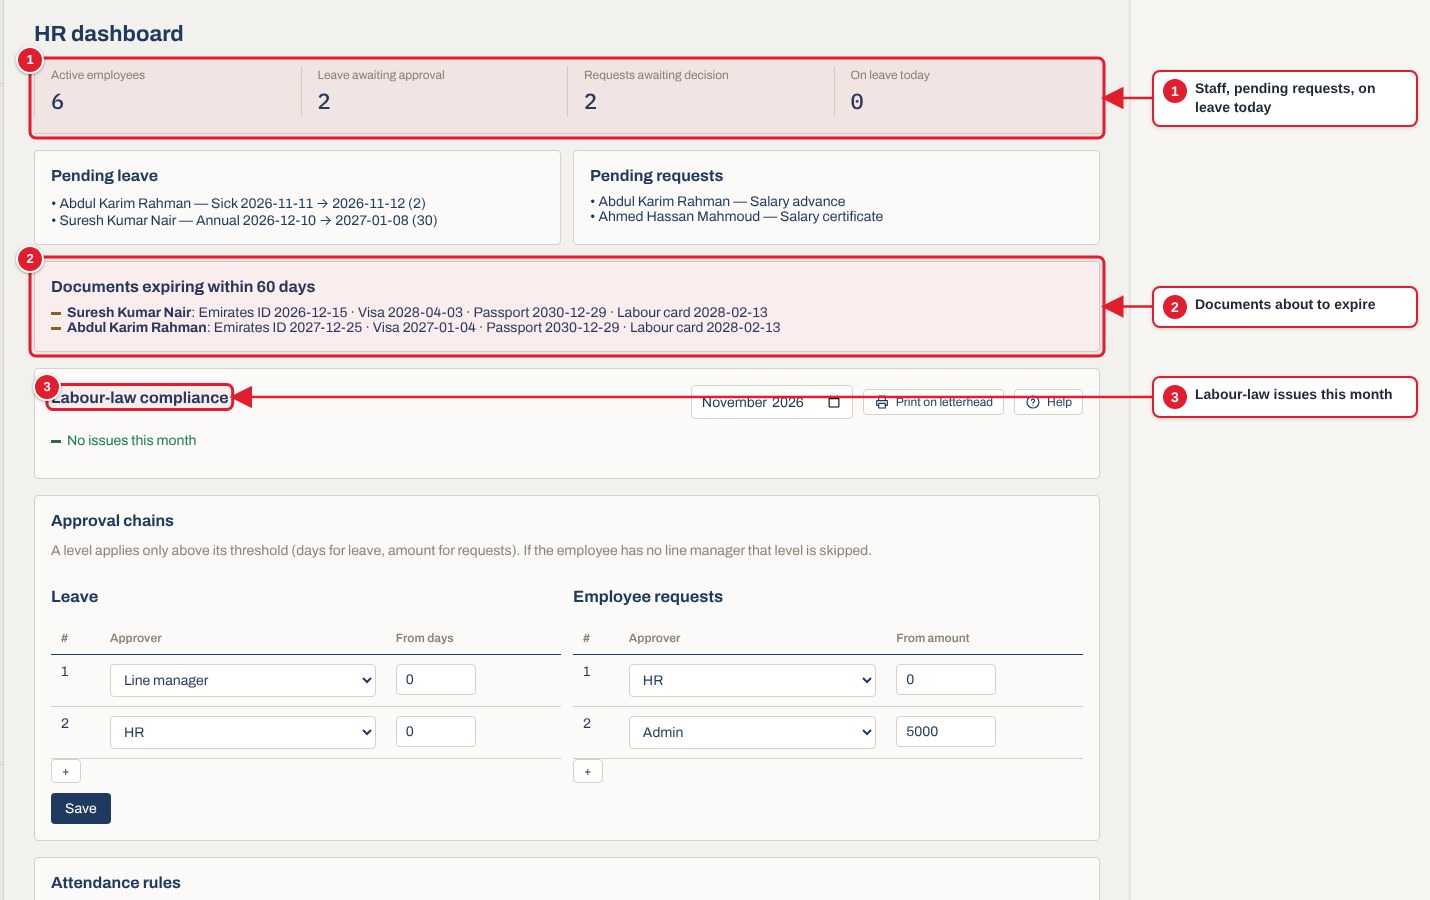 HR dashboard
1
Active employees
6
Leave awaiting approval
2
Requests awaiting decision
2
On leave today
0
1 Staff, pending requests, on
leave today
Pending leave
• Abdul Karim Rahman — Sick 2026-11-11 → 2026-11-12 (2)
• Suresh Kumar Nair — Annual 2026-12-10 → 2027-01-08 (30)
Pending requests
• Abdul Karim Rahman — Salary advance
• Ahmed Hassan Mahmoud — Salary certificate
2
Documents expiring within 60 days
Suresh Kumar Nair: Emirates ID 2026-12-15 · Visa 2028-04-03 · Passport 2030-12-29 · Labour card 2028-02-13
Abdul Karim Rahman: Emirates ID 2027-12-25 · Visa 2027-01-04 · Passport 2030-12-29 · Labour card 2028-02-13
2 Documents about to expire
3
Labour-law compliance
November 2026
Print on letterhead
Help
3 Labour-law issues this month
No issues this month
Approval chains
A level applies only above its threshold (days for leave, amount for requests). If the employee has no line manager that level is skipped.
Leave
# Approver From days
1 Line manager 0
2 HR 0
+
Employee requests
# Approver From amount
1 HR 0
2 Admin 5000
+
Save
Attendance rules